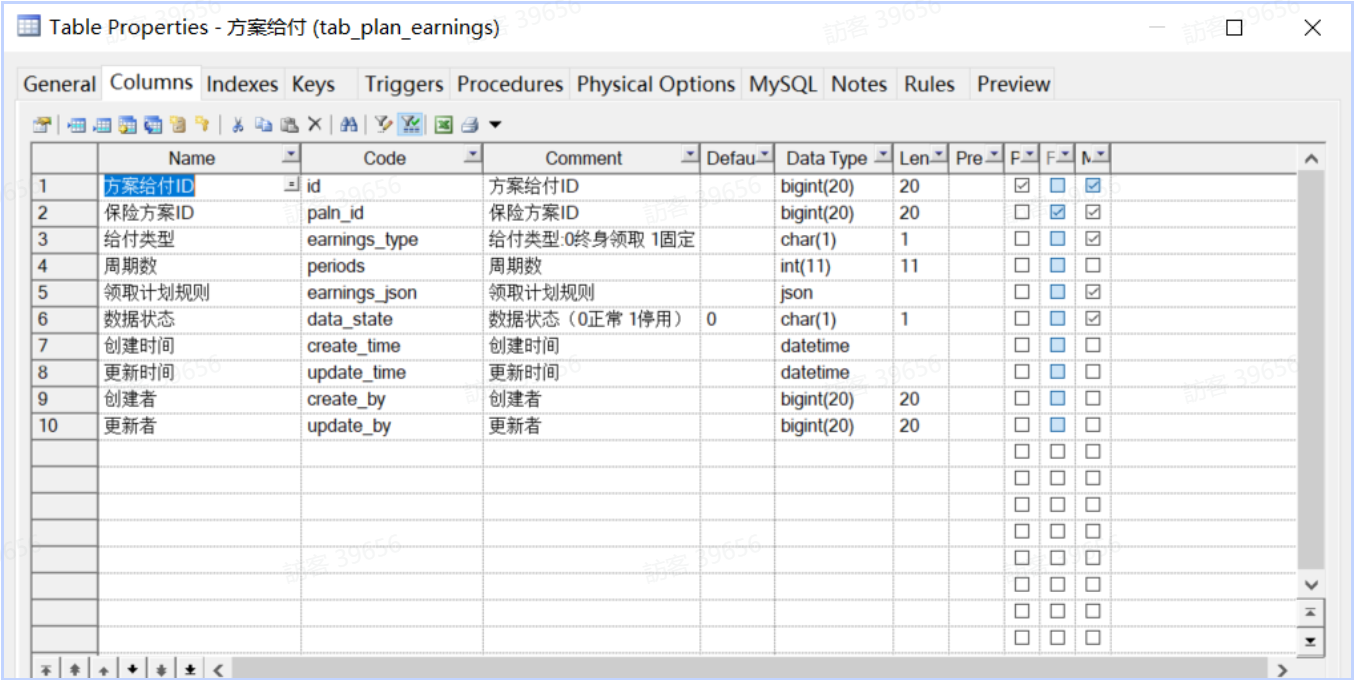 Table Properties - 方案给付 (tab_plan_earnings)
General Columns Indexes Keys Triggers Procedures Physical Options MySQL Notes Rules Preview
Name Code Comment Defau Data Type Len Pre P F M
1 方案给付ID id 方案给付ID bigint(20) 20
2 保险方案ID paln_id 保险方案ID bigint(20) 20
3 给付类型 earnings_type 给付类型:0终身领取 1固定 char(1) 1
4 周期数 periods 周期数 int(11) 11
5 领取计划规则 earnings_json 领取计划规则 json
6 数据状态 data_state 数据状态（0正常 1停用） 0 char(1) 1
7 创建时间 create_time 创建时间 datetime
8 更新时间 update_time 更新时间 datetime
9 创建者 create_by 创建者 bigint(20) 20
10 更新者 update_by 更新者 bigint(20) 20
訪客 39656